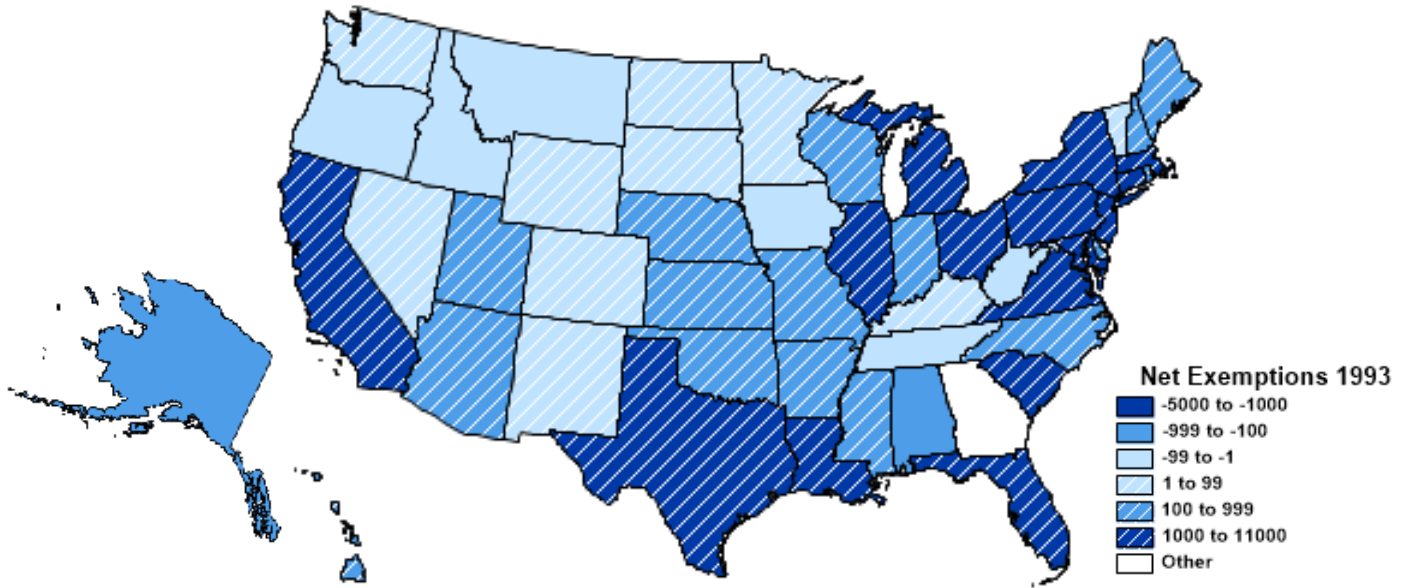 Net Exemptions 1993
-5000 to -1000
-999 to -100
-99 to -1
1 to 99
100 to 999
1000 to 11000
Other